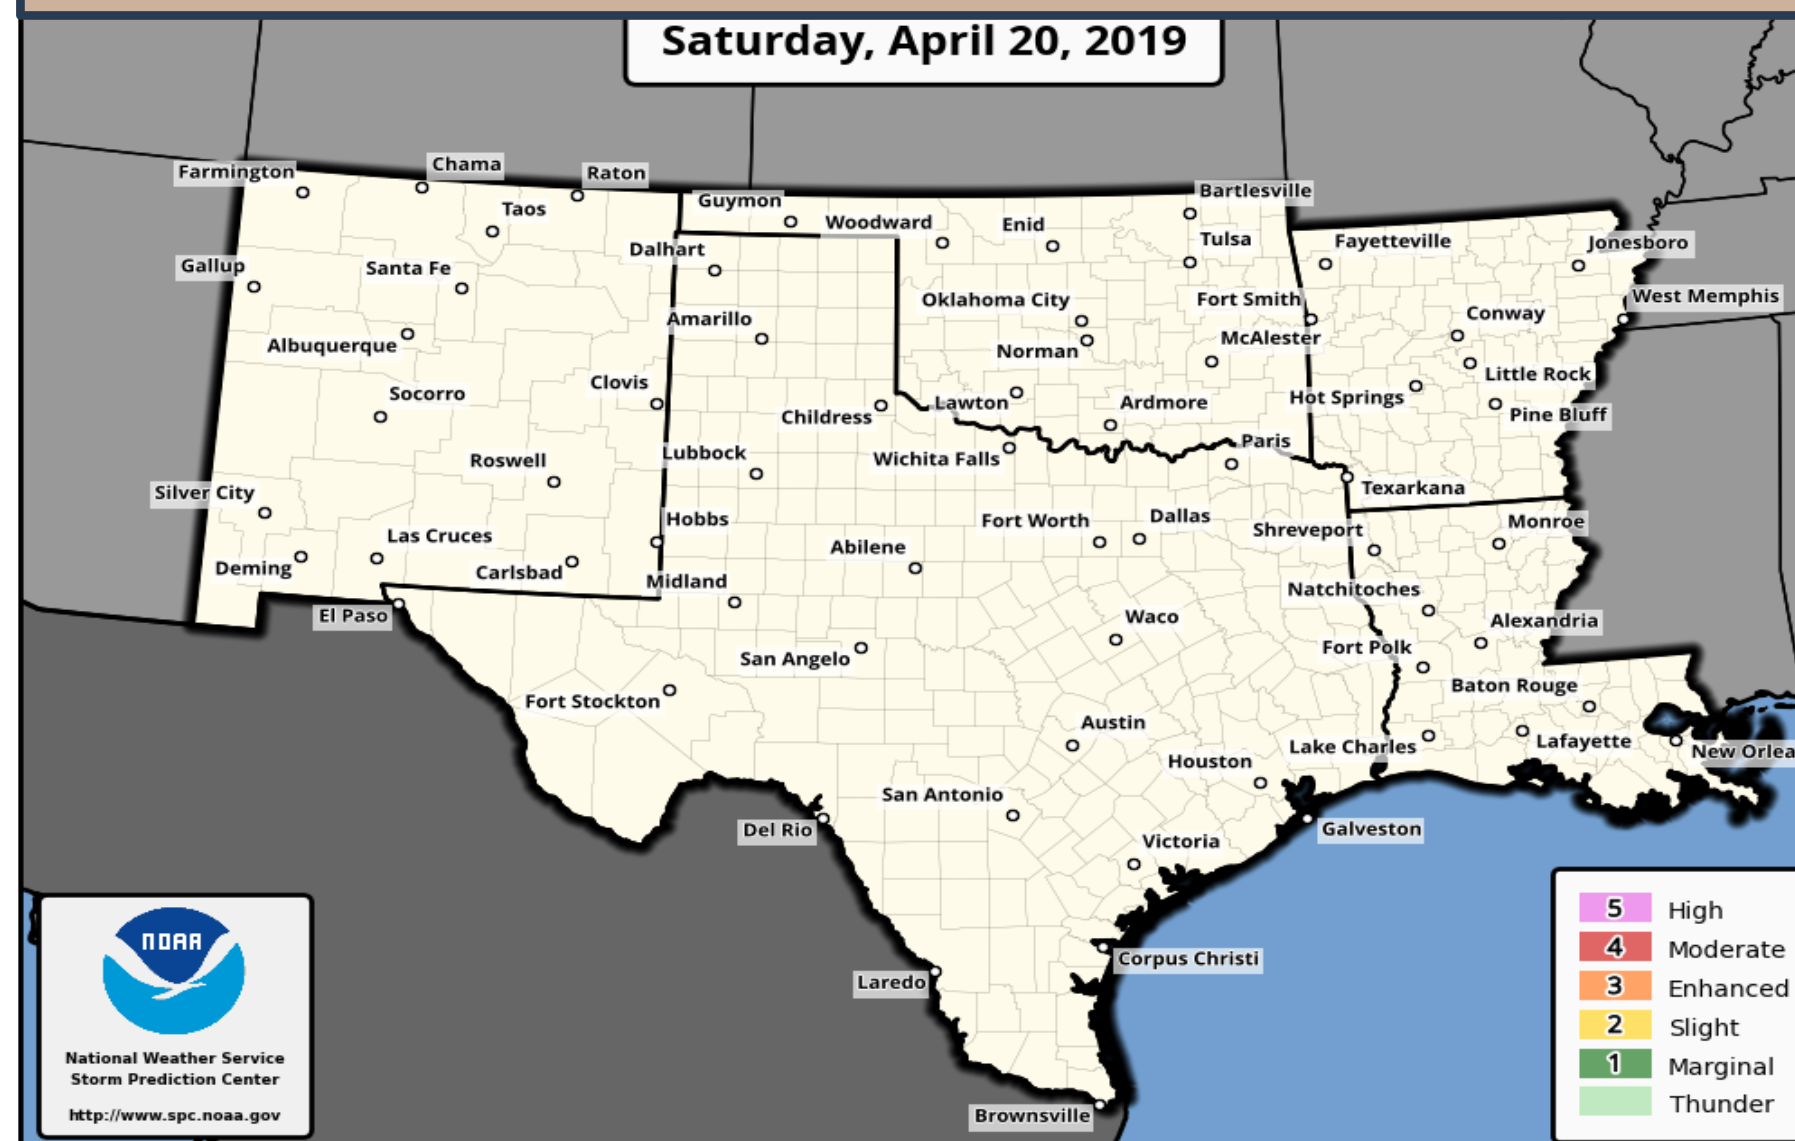 Saturday, April 20, 2019
Farmington
Chama
Raton
Taos
Guymon
Woodward
Enid
Bartlesville
Tulsa
Fayetteville
Jonesboro
Dalhart
Gallup
Santa Fe
Oklahoma City
Fort Smith
West Memphis
Conway
Amarillo
Albuquerque
Norman
McAlester
Little Rock
Clovis
Socorro
Childress
Lawton
Ardmore
Hot Springs
Pine Bluff
Roswell
Lubbock
Wichita Falls
Paris
Texarkana
Silver City
Hobbs
Fort Worth
Dallas
Shreveport
Monroe
Las Cruces
Abilene
Deming
Carlsbad
Midland
Natchitoches
El Paso
Waco
Alexandria
San Angelo
Fort Polk
Fort Stockton
Baton Rouge
Austin
Lake Charles
Lafayette
New Orlea
Houston
San Antonio
Del Rio
Galveston
Victoria
Corpus Christi
Laredo
Brownsville
NOAA
National Weather Service
Storm Prediction Center
http://www.spc.noaa.gov
5 High
4 Moderate
3 Enhanced
2 Slight
1 Marginal
Thunder